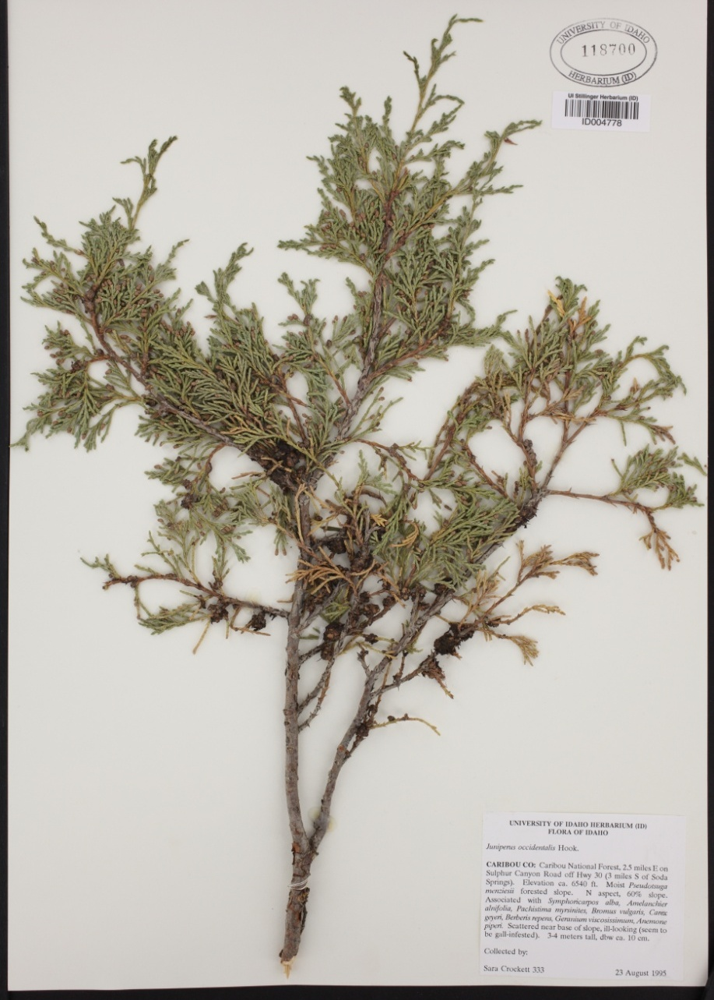 UNIVERSITY OF IDAHO
118700
HERBARIUM (ID)
UI Stillinger Herbarium (ID)
ID004778
UNIVERSITY OF IDAHO HERBARIUM (ID)
FLORA OF IDAHO
Juniperus occidentalis Hook.
CARIBOU CO: Caribou National Forest, 2.5 miles E on
Sulphur Canyon Road off Hwy 30 (3 miles S of Soda
Springs). Elevation ca. 6540 ft. Moist Pseudotsuga
menziesii forested slope. N aspect, 60% slope.
Associated with Symphoricarpos alba, Amelanchier
alnifolia, Pachistima myrsinites, Bromus vulgaris, Carex
geyeri, Berberis repens, Geranium viscosissimum, Anemone
piperi. Scattered near base of slope, ill-looking (seem to
be gall-infested). 3-4 meters tall, dbw ca. 10 cm.
Collected by:
Sara Crockett 333
23 August 1995